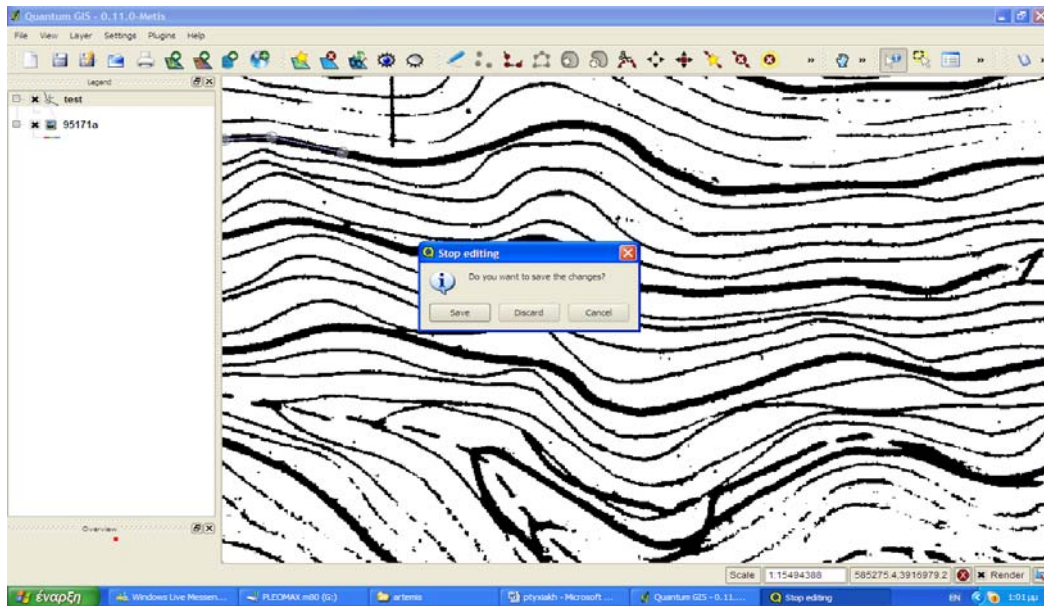 Quantum GIS - 0.11.0-Metis
File View Layer Settings Plugins Help
Legend
test
95171a
Stop editing
Do you want to save the changes?
Save Discard Cancel
Overview
Scale 1:15494388 585275.4,3916979.2 Render
έναρξη Windows Live Messen... PLEOMAX m80 (G:) artemis ptyxiakh - Microsoft ... Quantum GIS - 0.11.... Stop editing EN 1:01 μμ